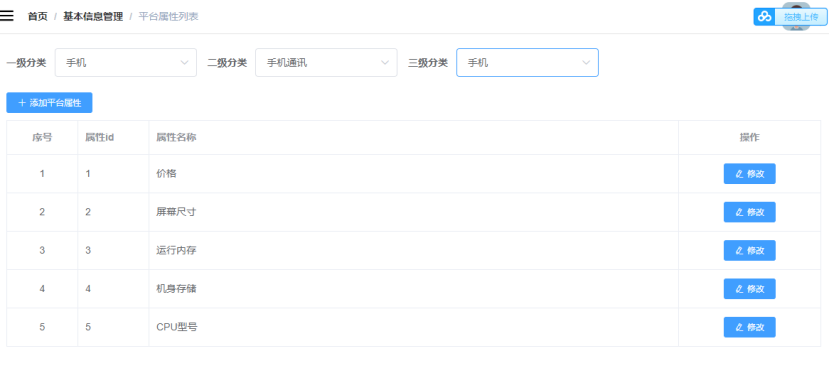 首页 / 基本信息管理 / 平台属性列表
拖拽上传
一级分类 手机 二级分类 手机通讯 三级分类 手机
+ 添加平台属性
序号 属性id 属性名称 操作
1 1 价格 修改
2 2 屏幕尺寸 修改
3 3 运行内存 修改
4 4 机身存储 修改
5 5 CPU型号 修改